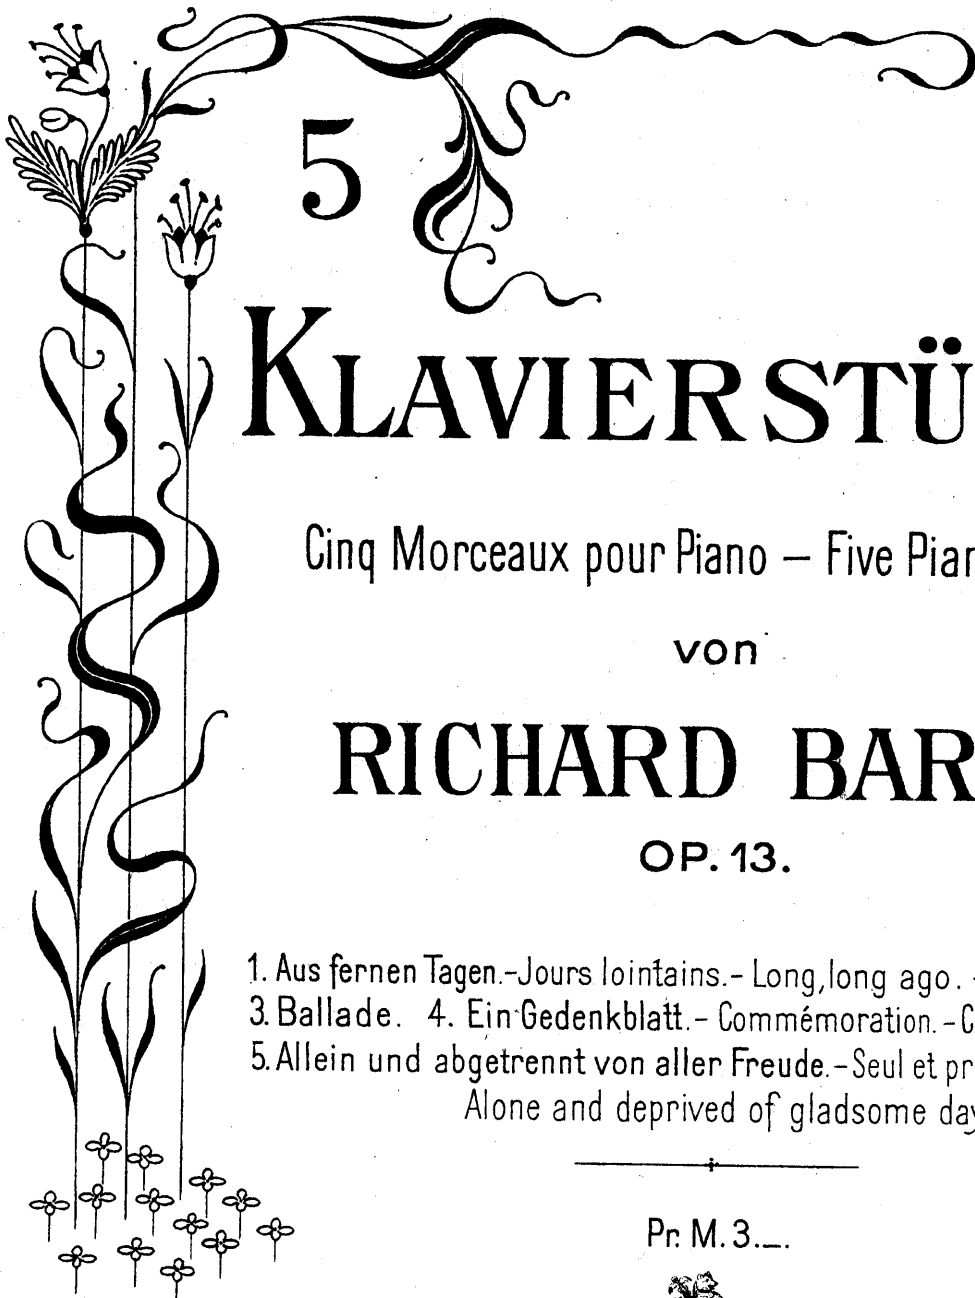 5
KLAVIERSTÜ
Cinq Morceaux pour Piano – Five Pian
von
RICHARD BAR
OP. 13.
1. Aus fernen Tagen.-Jours lointains.- Long, long ago. -
3. Ballade. 4. Ein Gedenkblatt.- Commémoration. - C
5. Allein und abgetrennt von aller Freude.-Seul et pr
Alone and deprived of gladsome day
Pr. M. 3._.